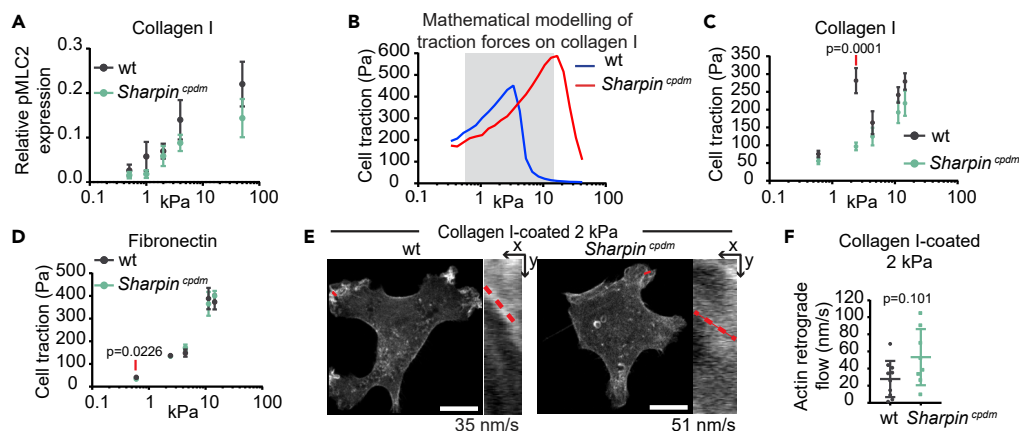 A
Collagen I
Relative pMLC2
expression
0.3
0.2
0.1
0.0
0.1
1
10
100
kPa
wt
Sharpin cpdm
B
Mathematical modelling of
traction forces on collagen I
Cell traction (Pa)
600
500
400
300
200
100
0
0.1
1
10
100
kPa
wt
Sharpin cpdm
C
Collagen I
p=0.0001
Cell traction (Pa)
350
300
250
200
150
100
50
0.1
1
10
100
kPa
wt
Sharpin cpdm
D
Fibronectin
wt
Sharpin cpdm
Cell traction (Pa)
500
400
300
200
100
0
p=0.0226
0.1
1
10
100
kPa
E
Collagen I-coated 2 kPa
wt
Sharpin cpdm
x
y
x
y
35 nm/s
51 nm/s
F
Collagen I-coated
2 kPa
p=0.101
Actin retrograde
flow (nm/s)
120
100
80
60
40
20
0
wt Sharpin cpdm